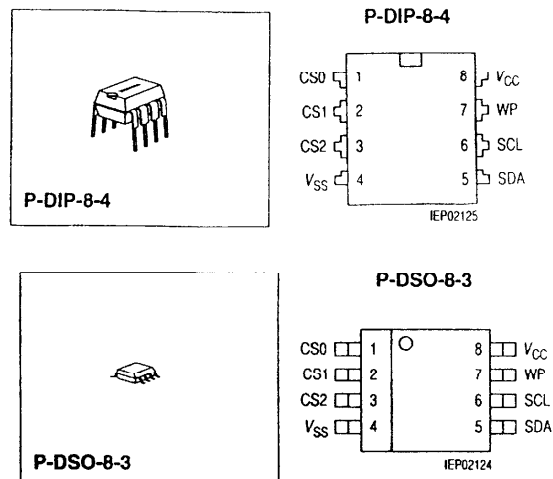 P-DIP-8-4
P-DIP-8-4
CS0 1 8 VCC
CS1 2 7 WP
CS2 3 6 SCL
VSS 4 5 SDA
IEP02125
P-DSO-8-3
P-DSO-8-3
CS0 1 8 VCC
CS1 2 7 WP
CS2 3 6 SCL
VSS 4 5 SDA
IEP02124